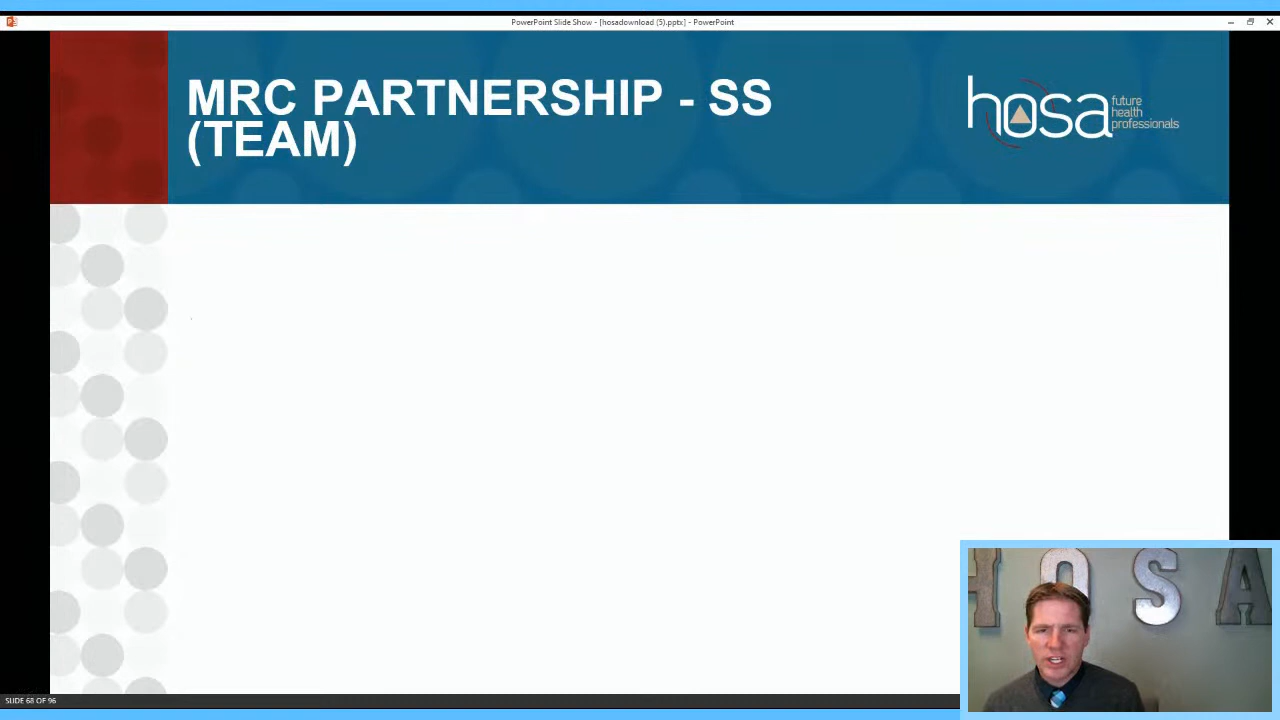 PowerPoint Slide Show - [hosadownload (5).pptx] - PowerPoint
MRC PARTNERSHIP - SS
(TEAM)
hosa
future
health
professionals
HOSA
SLIDE 68 OF 96